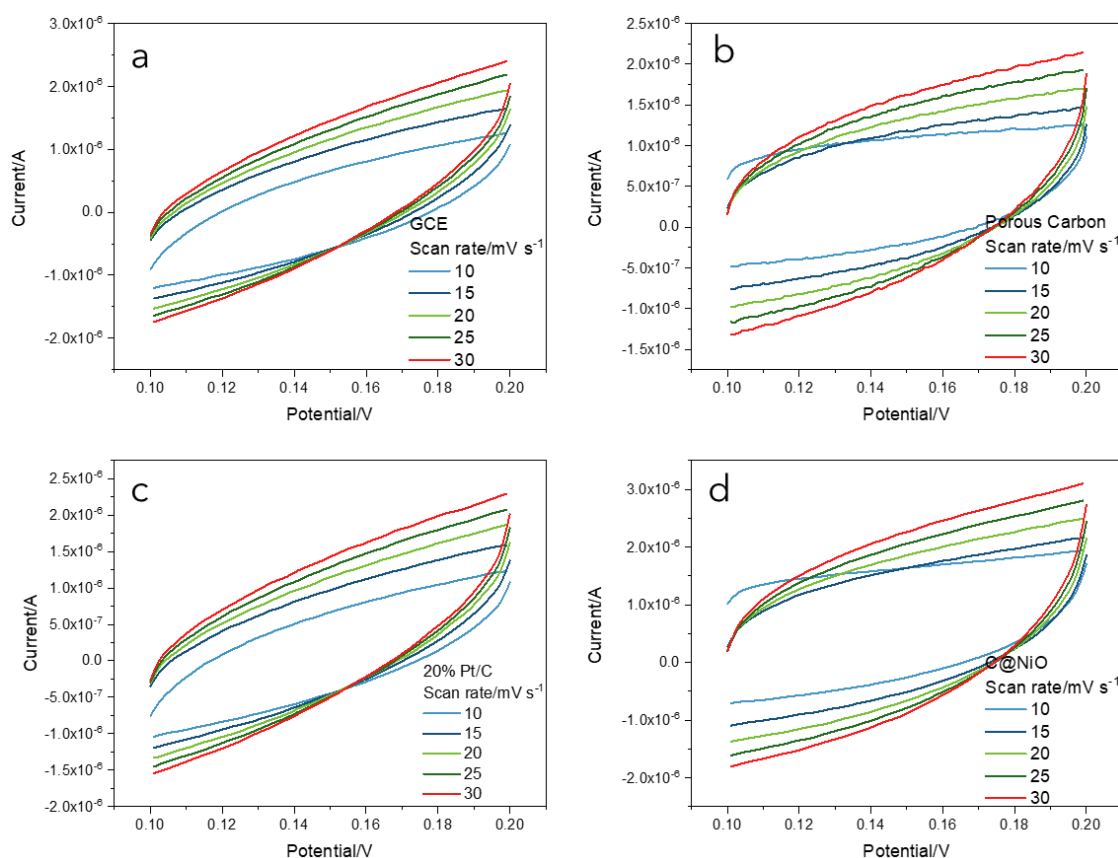 a
3.0x10⁻⁶
2.0x10⁻⁶
1.0x10⁻⁶
0.0
-1.0x10⁻⁶
-2.0x10⁻⁶
Current/A
GCE
Scan rate/mV s⁻¹
10
15
20
25
30
0.10 0.12 0.14 0.16 0.18 0.20
Potential/V
b
2.5x10⁻⁶
2.0x10⁻⁶
1.5x10⁻⁶
1.0x10⁻⁶
5.0x10⁻⁷
0.0
-5.0x10⁻⁷
-1.0x10⁻⁶
-1.5x10⁻⁶
Current/A
Porous Carbon
Scan rate/mV s⁻¹
10
15
20
25
30
0.10 0.12 0.14 0.16 0.18 0.20
Potential/V
c
2.5x10⁻⁶
2.0x10⁻⁶
1.5x10⁻⁶
1.0x10⁻⁶
5.0x10⁻⁷
0.0
-5.0x10⁻⁷
-1.0x10⁻⁶
-1.5x10⁻⁶
-2.0x10⁻⁶
Current/A
20% Pt/C
Scan rate/mV s⁻¹
10
15
20
25
30
0.10 0.12 0.14 0.16 0.18 0.20
Potential/V
d
3.0x10⁻⁶
2.0x10⁻⁶
1.0x10⁻⁶
0.0
-1.0x10⁻⁶
-2.0x10⁻⁶
Current/A
C@NiO
Scan rate/mV s⁻¹
10
15
20
25
30
0.10 0.12 0.14 0.16 0.18 0.20
Potential/V